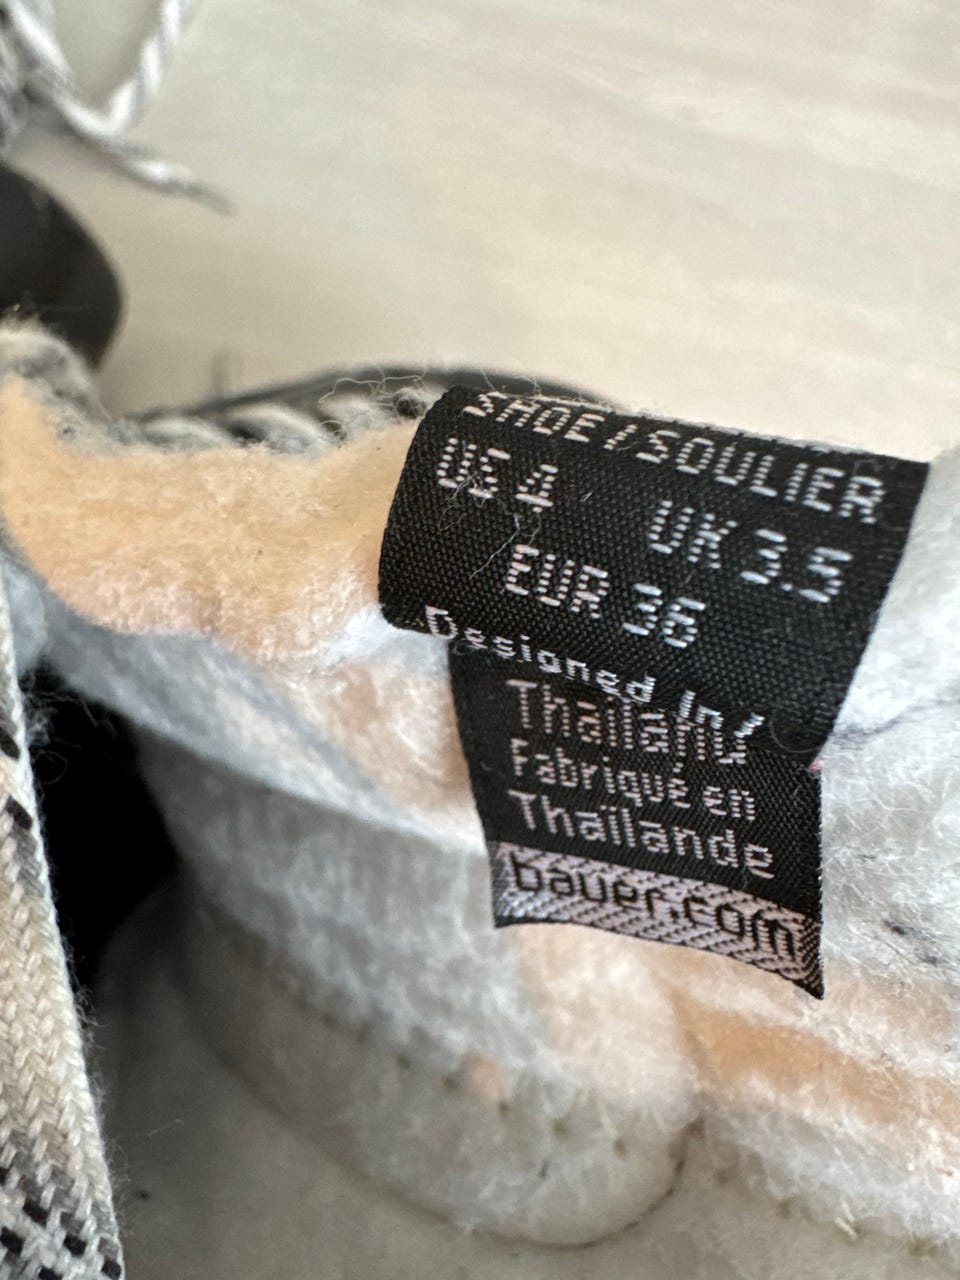 SHOE / SOULIER
US 4
UK 3.5
EUR 36
Designed in /
Thailand
Fabriqué en
Thaïlande
bauer.com